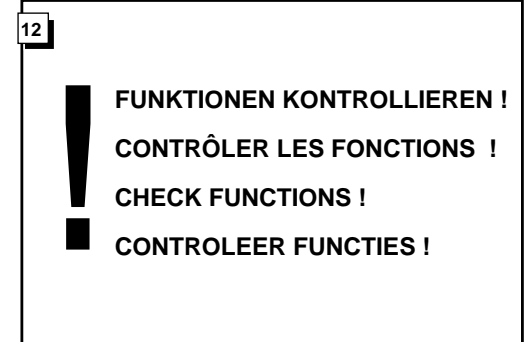 12
! FUNKTIONEN KONTROLLIEREN !
CONTRÔLER LES FONCTIONS !
CHECK FUNCTIONS !
CONTROLEER FUNCTIES !